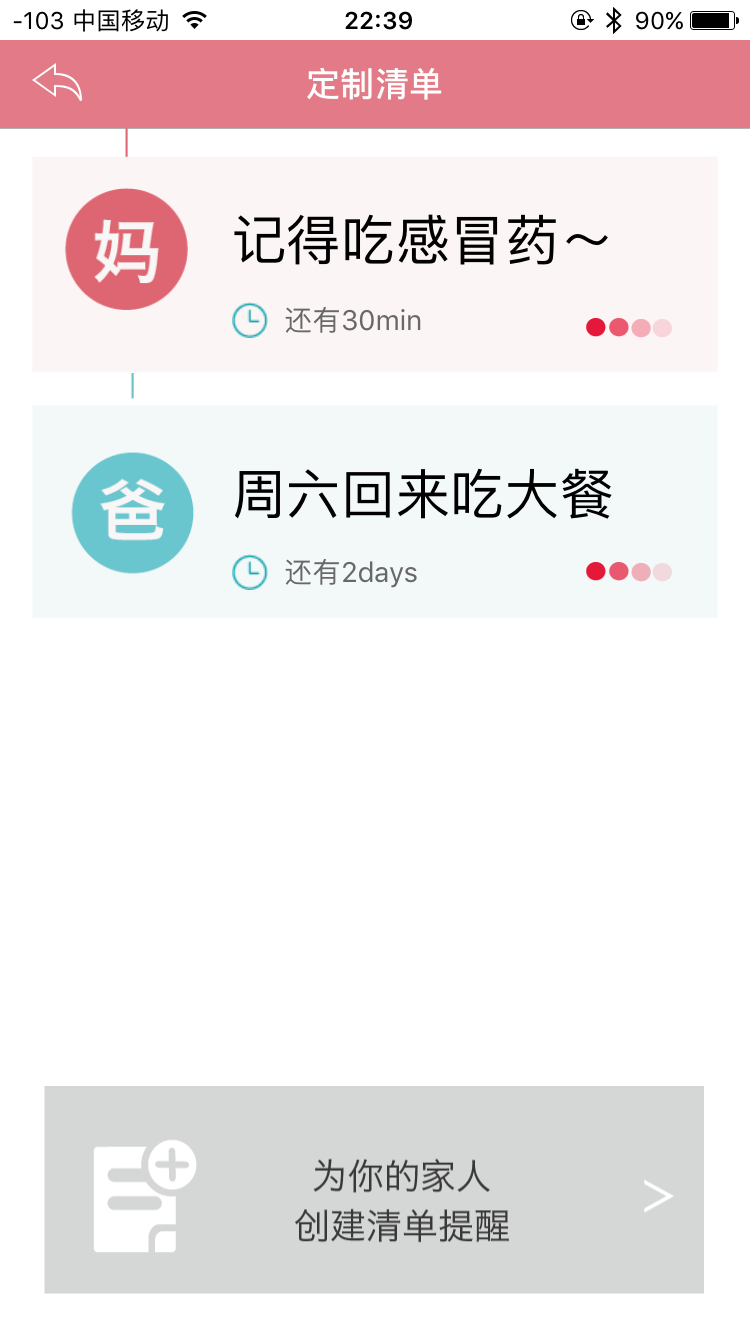 -103 中国移动 22:39 90%
定制清单
妈
记得吃感冒药～
还有30min
爸
周六回来吃大餐
还有2days
为你的家人
创建清单提醒
>